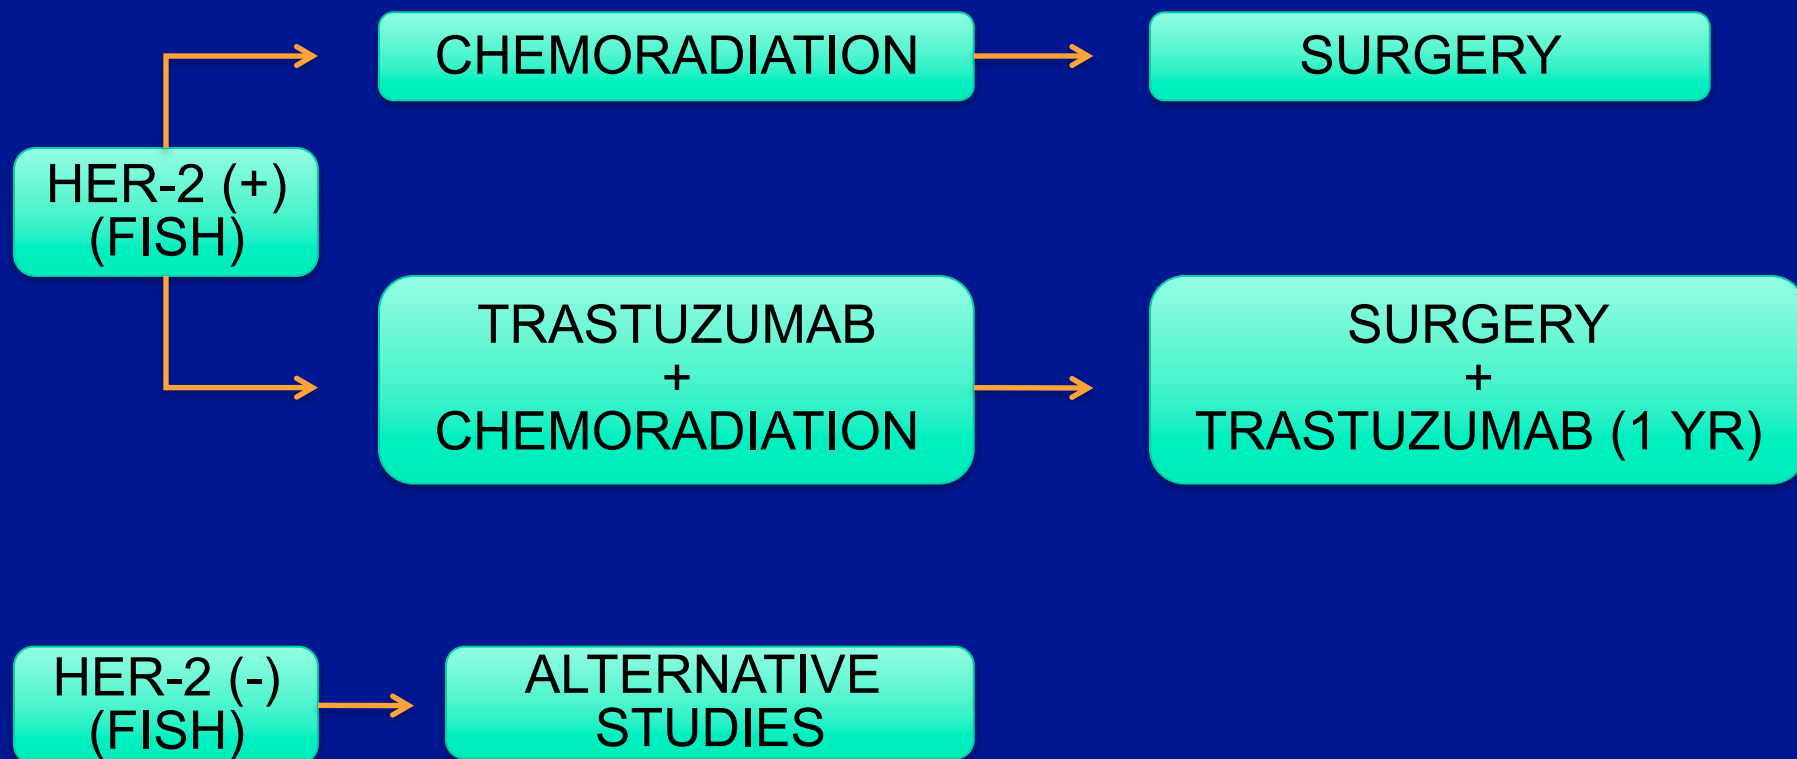 CHEMORADIATION
SURGERY
HER-2 (+)
(FISH)
TRASTUZUMAB
+
CHEMORADIATION
SURGERY
+
TRASTUZUMAB (1 YR)
HER-2 (-)
(FISH)
ALTERNATIVE
STUDIES